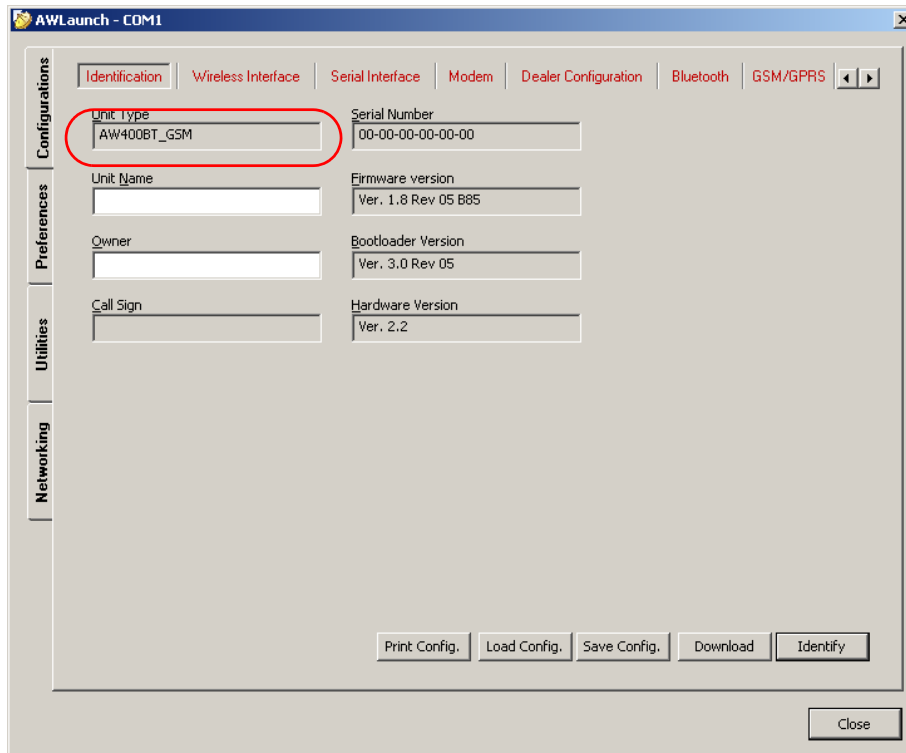 AWLaunch - COM1
Configurations
Preferences
Utilities
Networking
Identification Wireless Interface Serial Interface Modem Dealer Configuration Bluetooth GSM/GPRS
Unit Type Serial Number
AW400BT_GSM 00-00-00-00-00-00
Unit Name Firmware version
Ver. 1.8 Rev 05 B85
Owner Bootloader Version
Ver. 3.0 Rev 05
Call Sign Hardware Version
Ver. 2.2
Print Config. Load Config. Save Config. Download Identify
Close